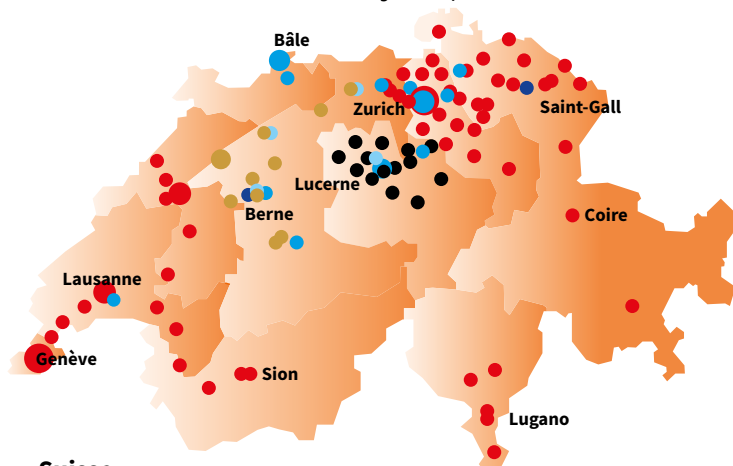 Bâle
Zurich
Saint-Gall
Lucerne
Berne
Coire
Lausanne
Genève
Sion
Lugano